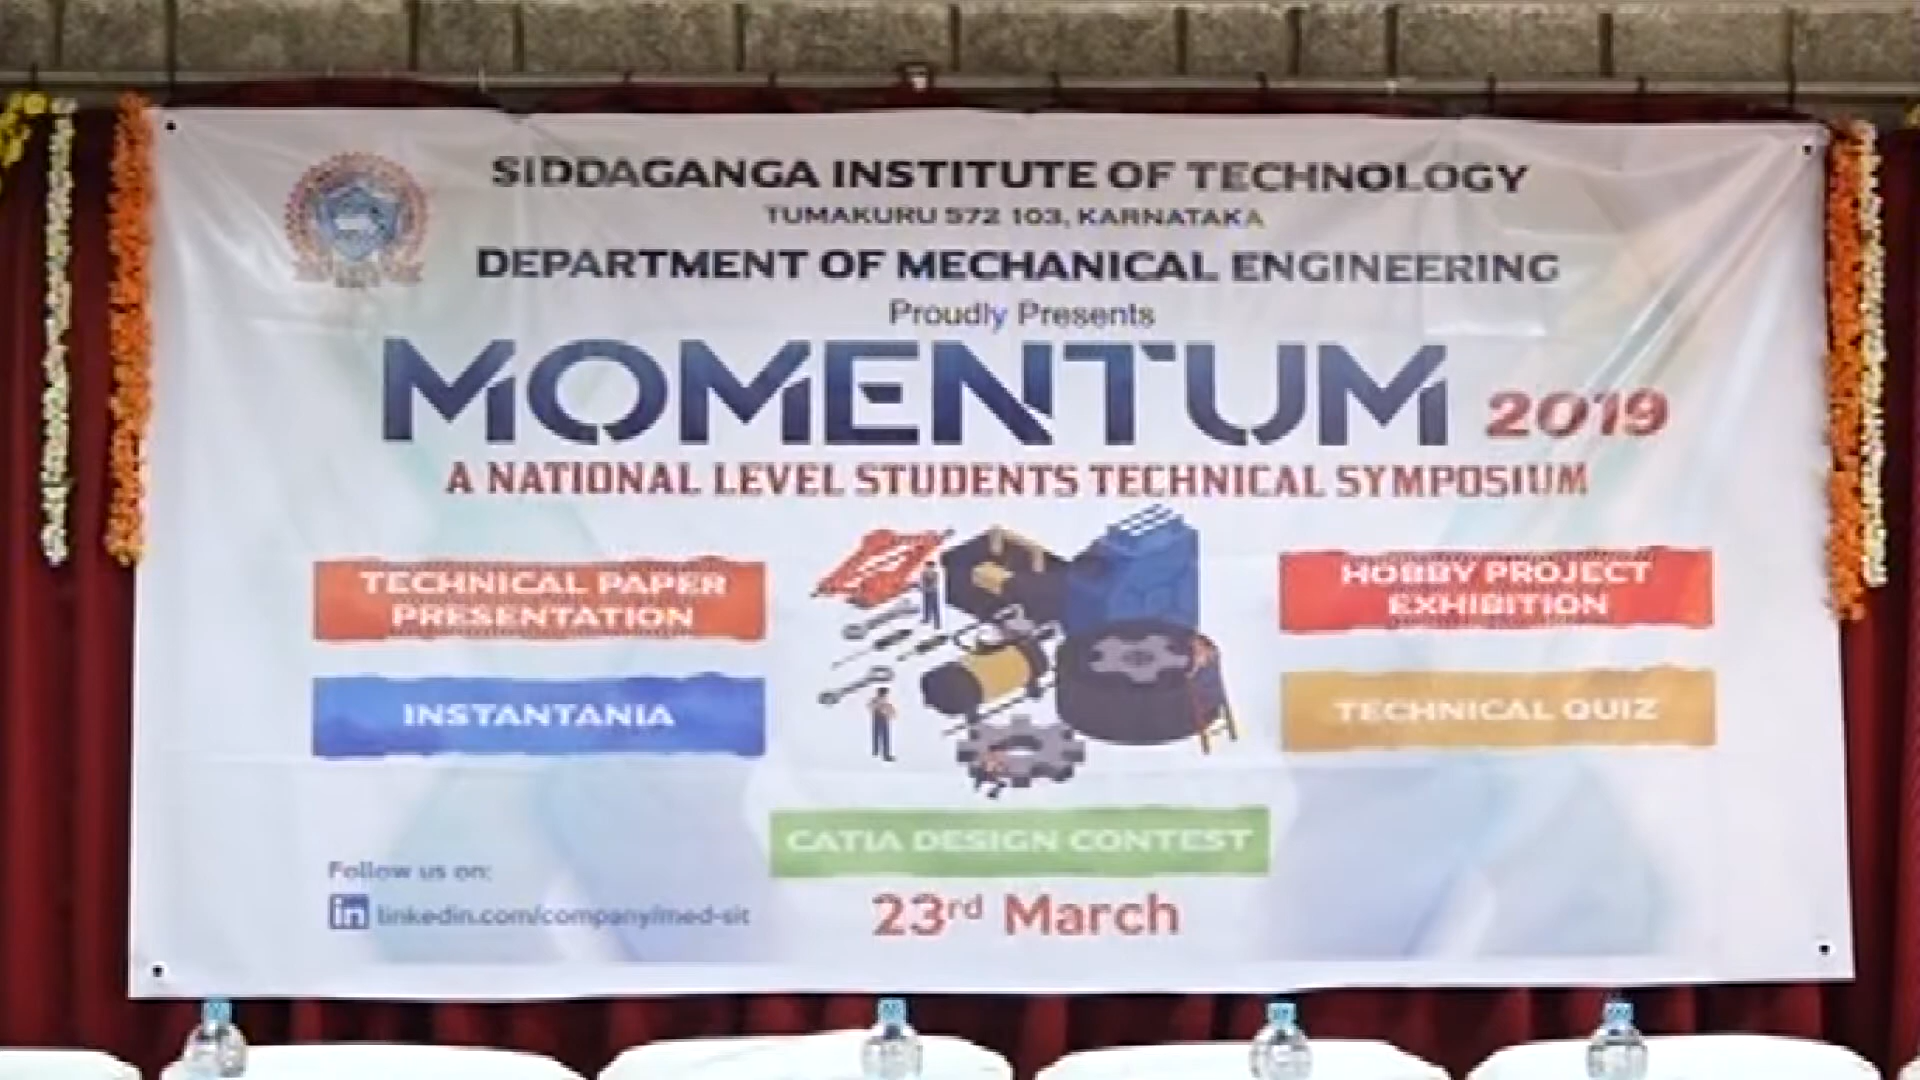 SIDDAGANGA INSTITUTE OF TECHNOLOGY
TUMAKURU 572 103, KARNATAKA
DEPARTMENT OF MECHANICAL ENGINEERING
Proudly Presents
MOMENTUM 2019
A NATIONAL LEVEL STUDENTS TECHNICAL SYMPOSIUM
TECHNICAL PAPER
PRESENTATION
HOBBY PROJECT
EXHIBITION
INSTANTANIA
TECHNICAL QUIZ
CATIA DESIGN CONTEST
23rd March
Follow us on:
in linkedin.com/company/med-sit